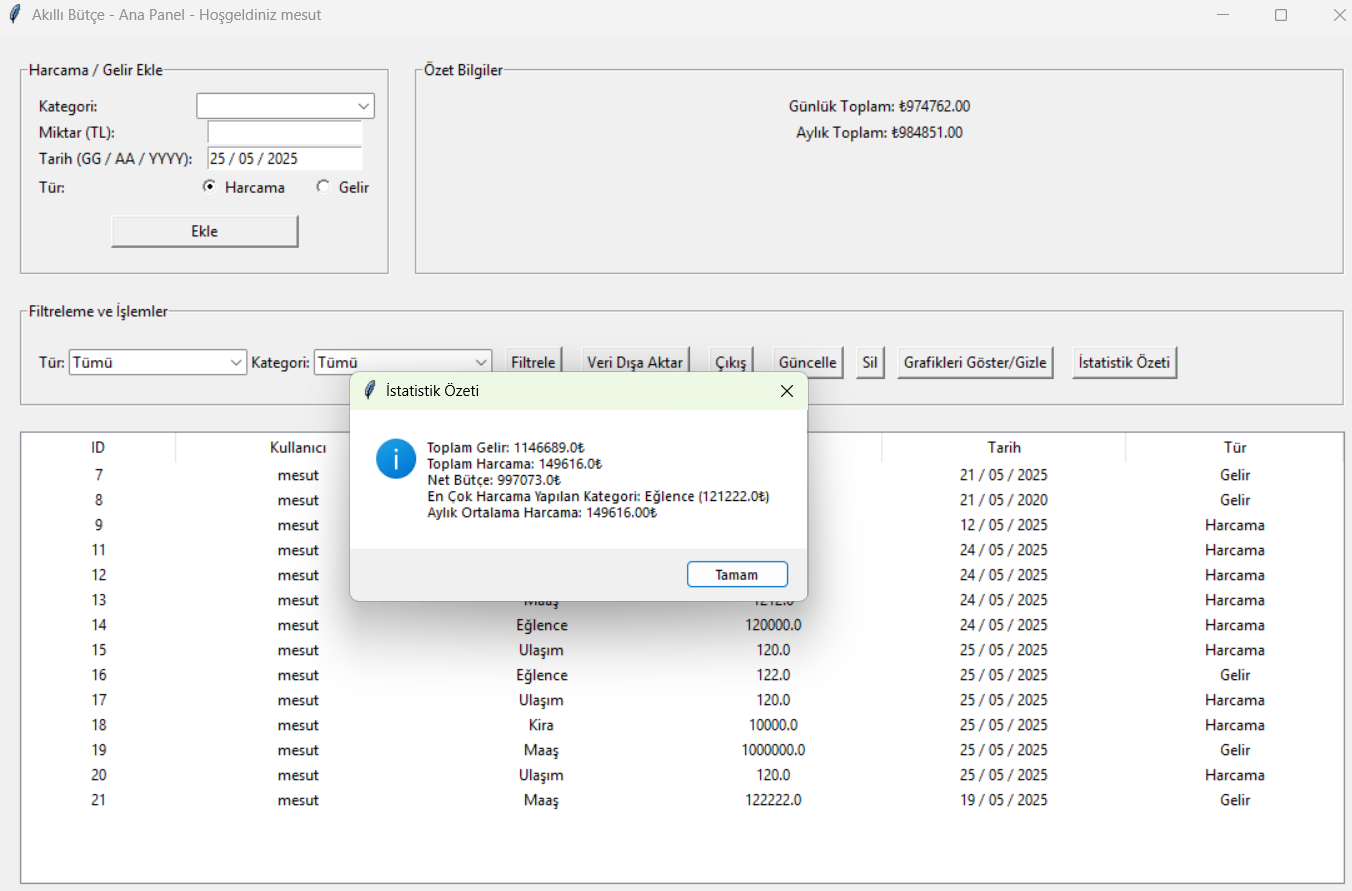 Akıllı Bütçe - Ana Panel - Hoşgeldiniz mesut
Harcama / Gelir Ekle
Kategori:
Miktar (TL):
Tarih (GG / AA / YYYY): 25 / 05 / 2025
Tür: Harcama Gelir
Ekle
Özet Bilgiler
Günlük Toplam: ₺974762.00
Aylık Toplam: ₺984851.00
Filtreleme ve İşlemler
Tür: Tümü Kategori: Tümü Filtrele Veri Dışa Aktar Çıkış Güncelle Sil Grafikleri Göster/Gizle İstatistik Özeti
İstatistik Özeti
Toplam Gelir: 1146689.0₺
Toplam Harcama: 149616.0₺
Net Bütçe: 997073.0₺
En Çok Harcama Yapılan Kategori: Eğlence (121222.0₺)
Aylık Ortalama Harcama: 149616.00₺
Tamam
ID Kullanıcı Tarih Tür
7 mesut 21 / 05 / 2025 Gelir
8 mesut 21 / 05 / 2020 Gelir
9 mesut 12 / 05 / 2025 Harcama
11 mesut 24 / 05 / 2025 Harcama
12 mesut 24 / 05 / 2025 Harcama
13 mesut Maaş 1212.0 24 / 05 / 2025 Harcama
14 mesut Eğlence 120000.0 24 / 05 / 2025 Harcama
15 mesut Ulaşım 120.0 25 / 05 / 2025 Harcama
16 mesut Eğlence 122.0 25 / 05 / 2025 Gelir
17 mesut Ulaşım 120.0 25 / 05 / 2025 Harcama
18 mesut Kira 10000.0 25 / 05 / 2025 Harcama
19 mesut Maaş 1000000.0 25 / 05 / 2025 Gelir
20 mesut Ulaşım 120.0 25 / 05 / 2025 Harcama
21 mesut Maaş 122222.0 19 / 05 / 2025 Gelir